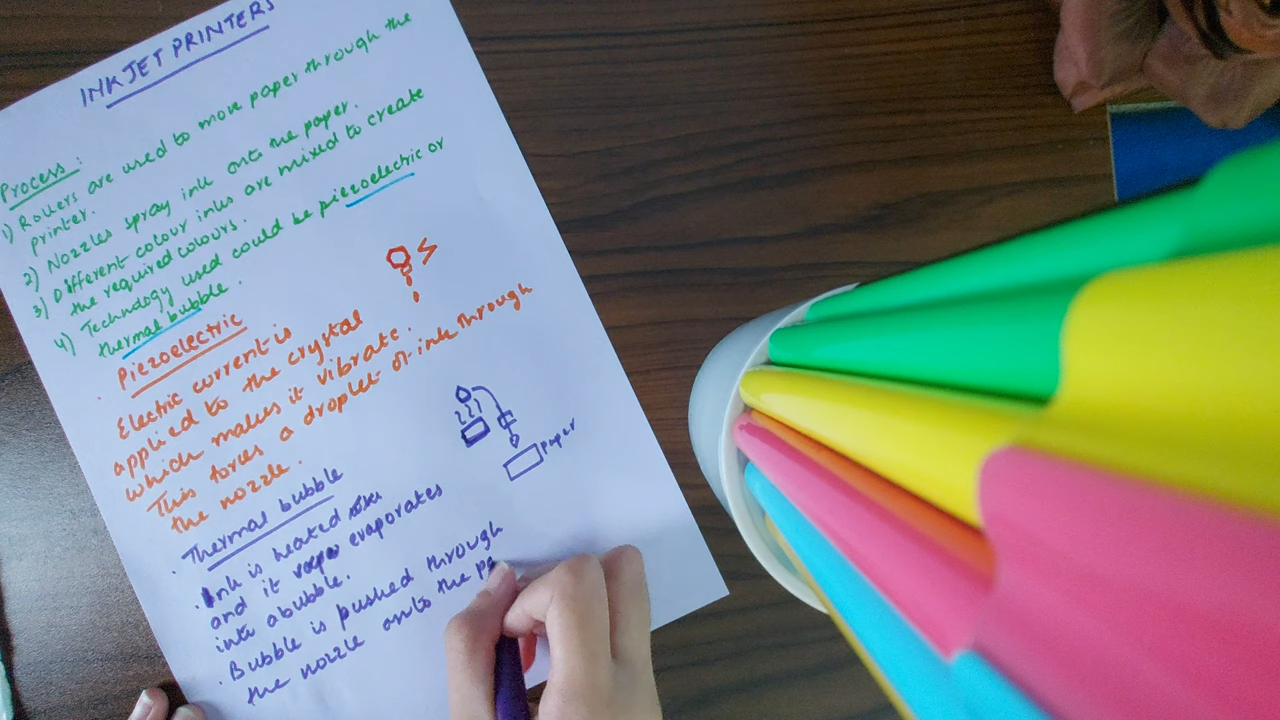 INKJET PRINTERS
Process:
1) Rollers are used to move paper through the
printer.
2) Nozzles spray ink onto the paper.
3) Different colour inks are mixed to create
the required colours.
4) Technology used could be piezoelectric or
thermal bubble.
Piezoelectric
Electric current is
applied to the crystal
which makes it vibrate.
This forces a droplet of ink through
the nozzle.
paper
Thermal bubble
. Ink is heated
and it evaporates
into a bubble.
. Bubble is pushed through
the nozzle onto the pa